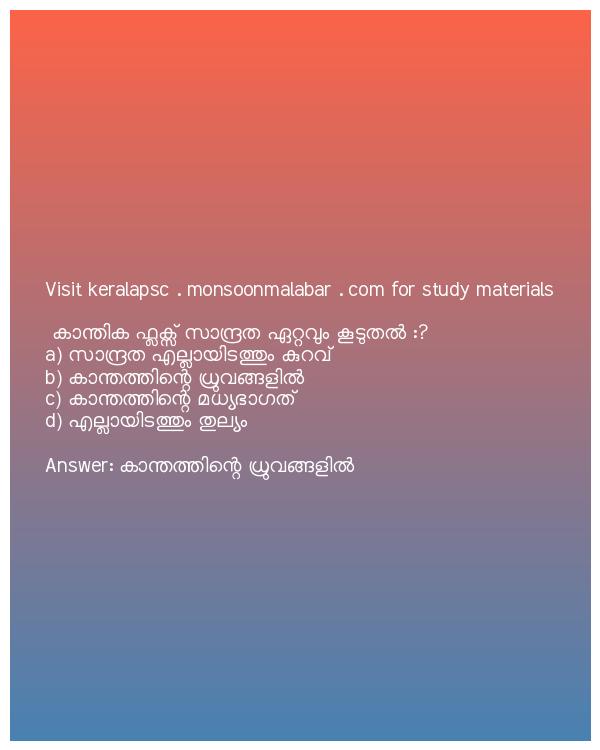 Visit keralapsc . monsoonmalabar . com for study materials
കാന്തിക ഫ്ലക്സ് സാന്ദ്രത ഏറ്റവും കൂടുതൽ :?
a) സാന്ദ്രത എല്ലായിടത്തും കുറവ്
b) കാന്തത്തിന്റെ ധ്രുവങ്ങളിൽ
c) കാന്തത്തിന്റെ മധ്യഭാഗത്
d) എല്ലായിടത്തും തുല്യം
Answer: കാന്തത്തിന്റെ ധ്രുവങ്ങളിൽ